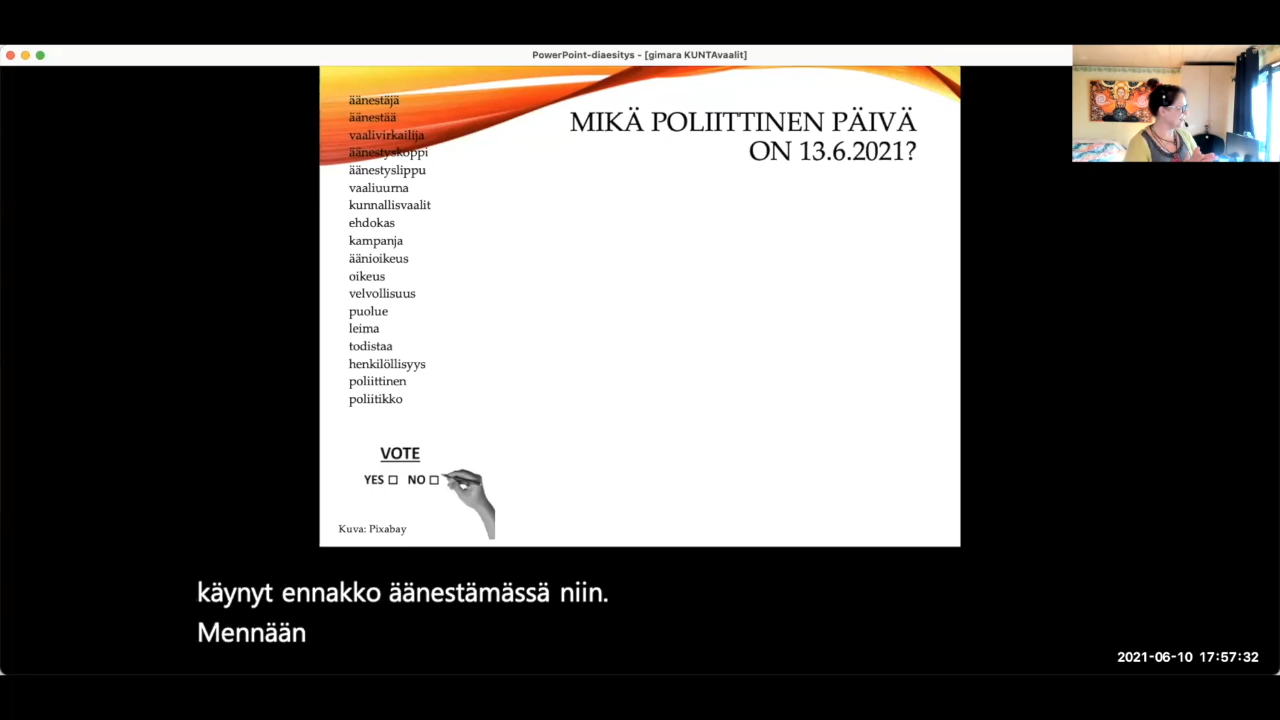 PowerPoint-diaesitys - [gimara KUNTAvaalit]
äänestäjä
äänestää
vaalivirkailija
äänestyskoppi
äänestyslippu
vaaliuurna
kunnallisvaalit
ehdokas
kampanja
äänioikeus
oikeus
velvollisuus
puolue
leima
todistaa
henkilöllisyys
poliittinen
poliitikko
MIKÄ POLIITTINEN PÄIVÄ
ON 13.6.2021?
VOTE
YES NO
Kuva: Pixabay
käynyt ennakko äänestämässä niin.
Mennään
2021-06-10 17:57:32